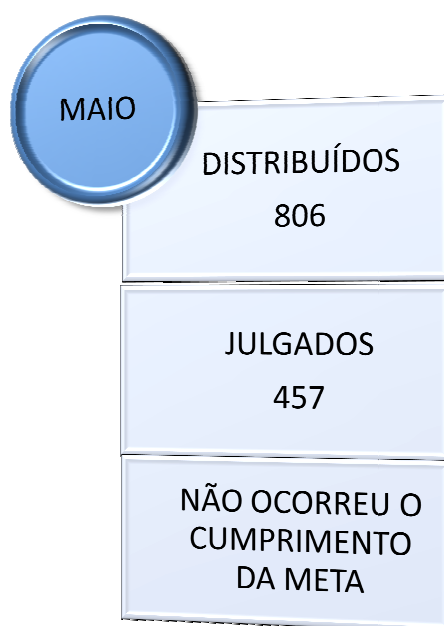 MAIO
DISTRIBUÍDOS
806
JULGADOS
457
NÃO OCORREU O
CUMPRIMENTO
DA META